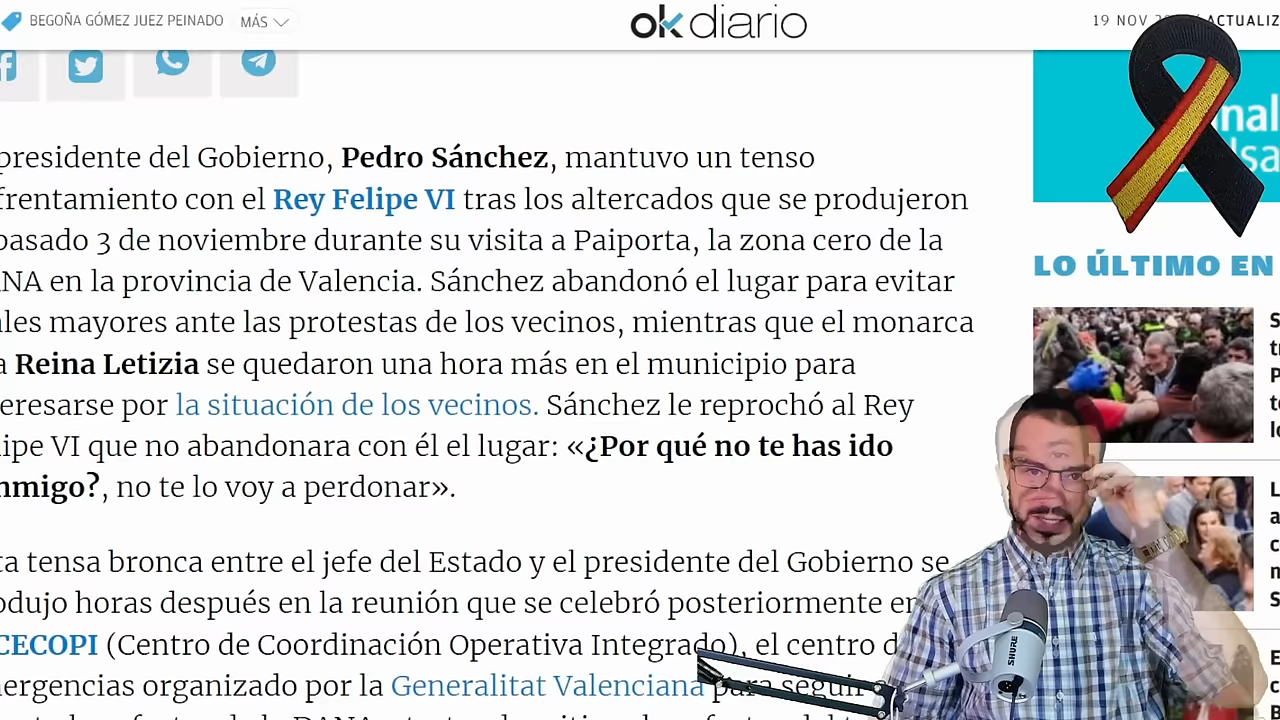 BEGOÑA GÓMEZ JUEZ PEINADO
MÁS
okdiario
19 NOV
ACTUALIZ
presidente del Gobierno, Pedro Sánchez, mantuvo un tenso
frentamiento con el Rey Felipe VI tras los altercados que se produjeron
pasado 3 de noviembre durante su visita a Paiporta, la zona cero de la
NA en la provincia de Valencia. Sánchez abandonó el lugar para evitar
les mayores ante las protestas de los vecinos, mientras que el monarca
a Reina Letizia se quedaron una hora más en el municipio para
eresarse por la situación de los vecinos. Sánchez le reprochó al Rey
lipe VI que no abandonara con él el lugar: «¿Por qué no te has ido
nmigo?, no te lo voy a perdonar».
ta tensa bronca entre el jefe del Estado y el presidente del Gobierno se
odujo horas después en la reunión que se celebró posteriormente en
CECOPI (Centro de Coordinación Operativa Integrado), el centro d
ergencias organizado por la Generalitat Valenciana para seguir
LO ÚLTIMO EN
SHURE